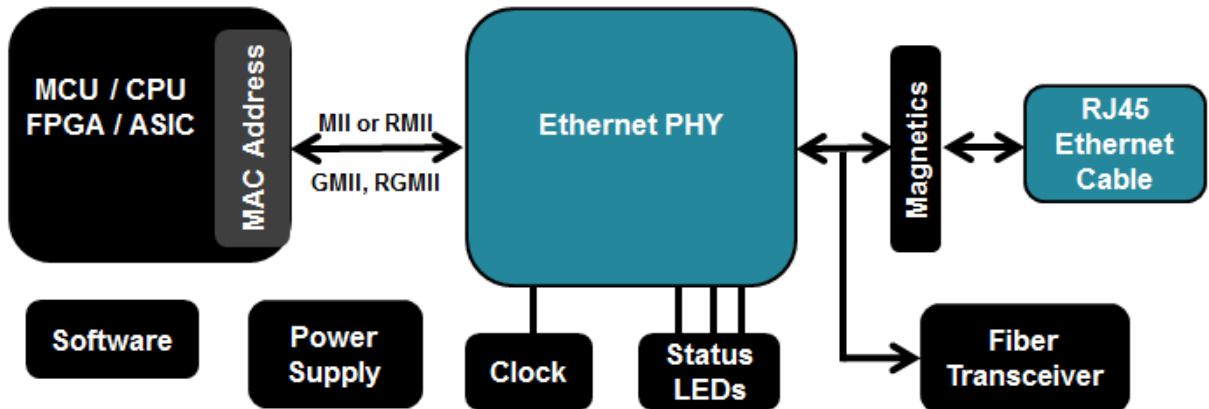 MCU / CPU
FPGA / ASIC
MAC Address
MII or RMII
GMII, RGMII
Ethernet PHY
Magnetics
RJ45
Ethernet
Cable
Software
Power
Supply
Clock
Status
LEDs
Fiber
Transceiver